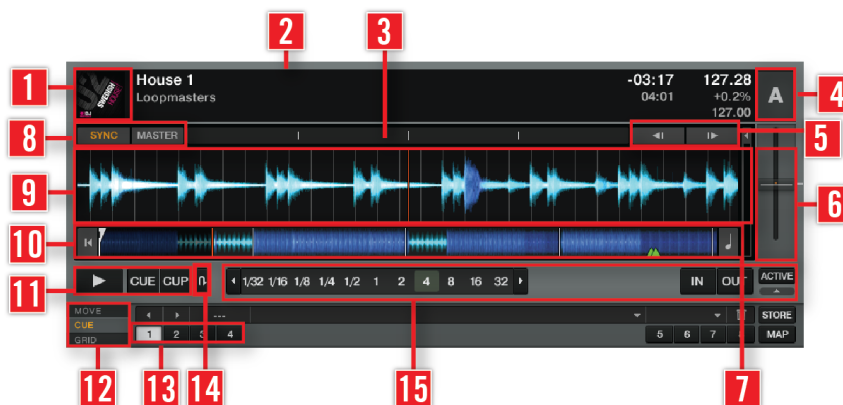 2 3
1 House 1 -03:17 127.28 A 4
Loopmasters 04:01 +0.2%
127.00
8 SYNC MASTER 5
9 6
10
11 CUE CUP 1/32 1/16 1/8 1/4 1/2 1 2 4 8 16 32 IN OUT ACTIVE
MOVE --- STORE
CUE
GRID 1 2 3 4 5 6 7 8 MAP
12 13 14 15 7